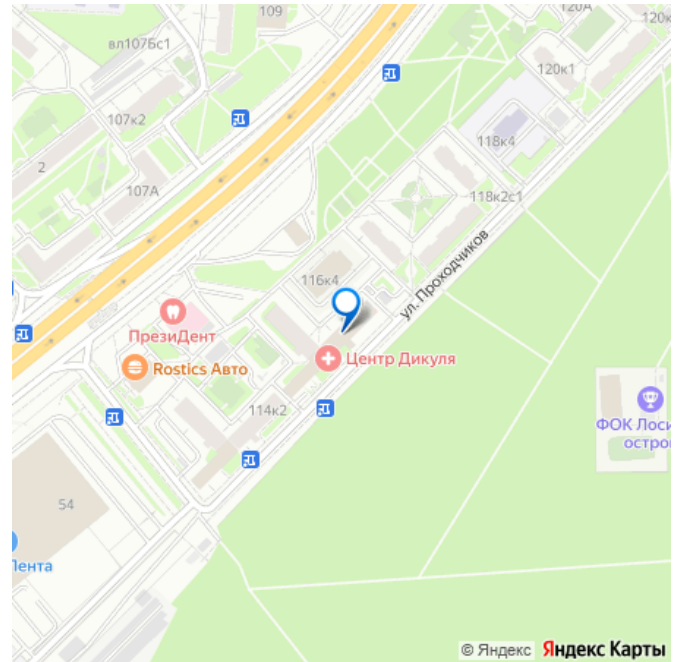 109
120А
120к
вл107Бс1
120к1
107к2
118к4
2
107А
118к2с1
ул. Проходчиков
116к4
ПрезиДент
Центр Дикуля
Rostics Авто
114к2
ФОК Лоси
остро
54
Лента
© Яндекс Яндекс Карты